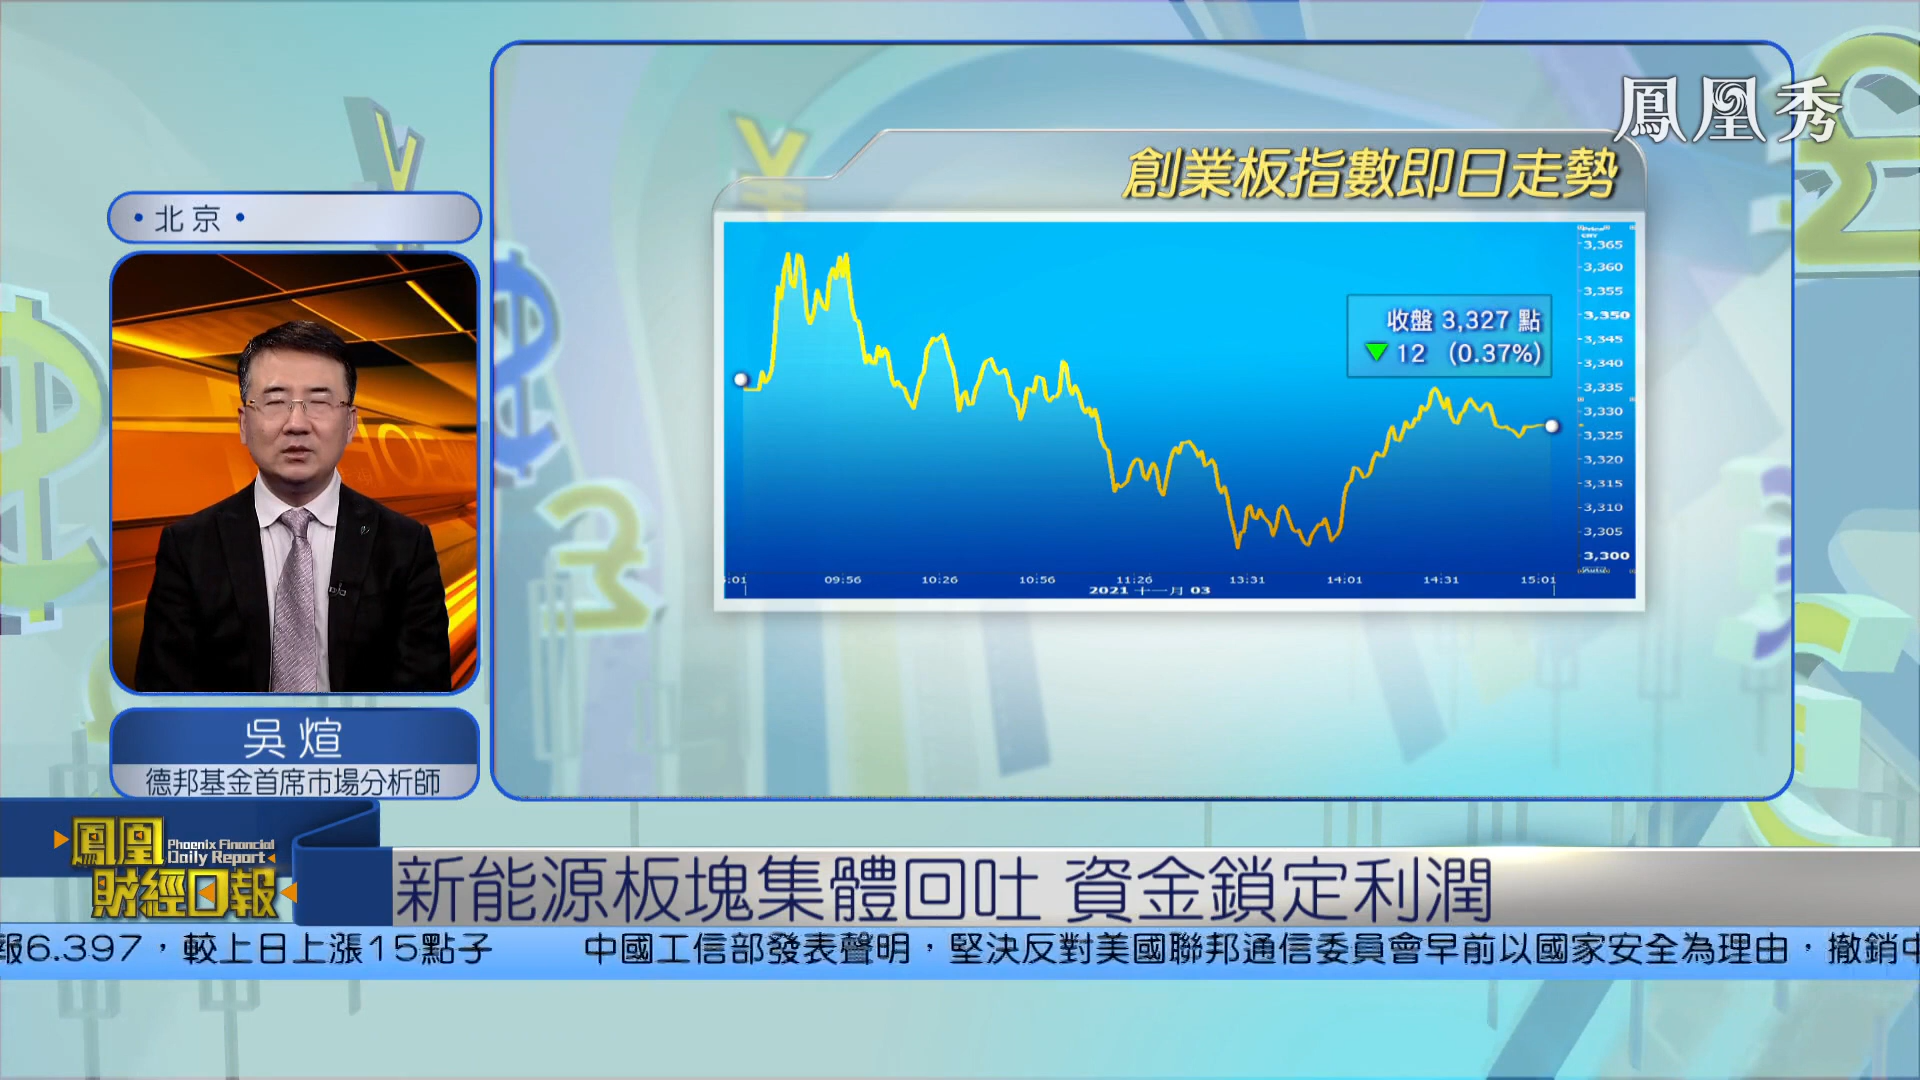 鳳凰秀
創業板指數即日走勢
• 北京 •
3,365
3,360
3,355
3,350
收盤 3,327 點
▼ 12 (0.37%)
3,345
3,340
3,335
3,330
3,325
3,320
3,315
3,310
3,305
3,300
:01 09:56 10:26 10:56 11:26 13:31 14:01 14:31 15:01
2021 十一月 03
吳煊
德邦基金首席市場分析師
鳳凰 Phoenix Financial
Daily Report
財經日報
新能源板塊集體回吐 資金鎖定利潤
報6.397，較上日上漲15點子 中國工信部發表聲明，堅決反對美國聯邦通信委員會早前以國家安全為理由，撤銷中